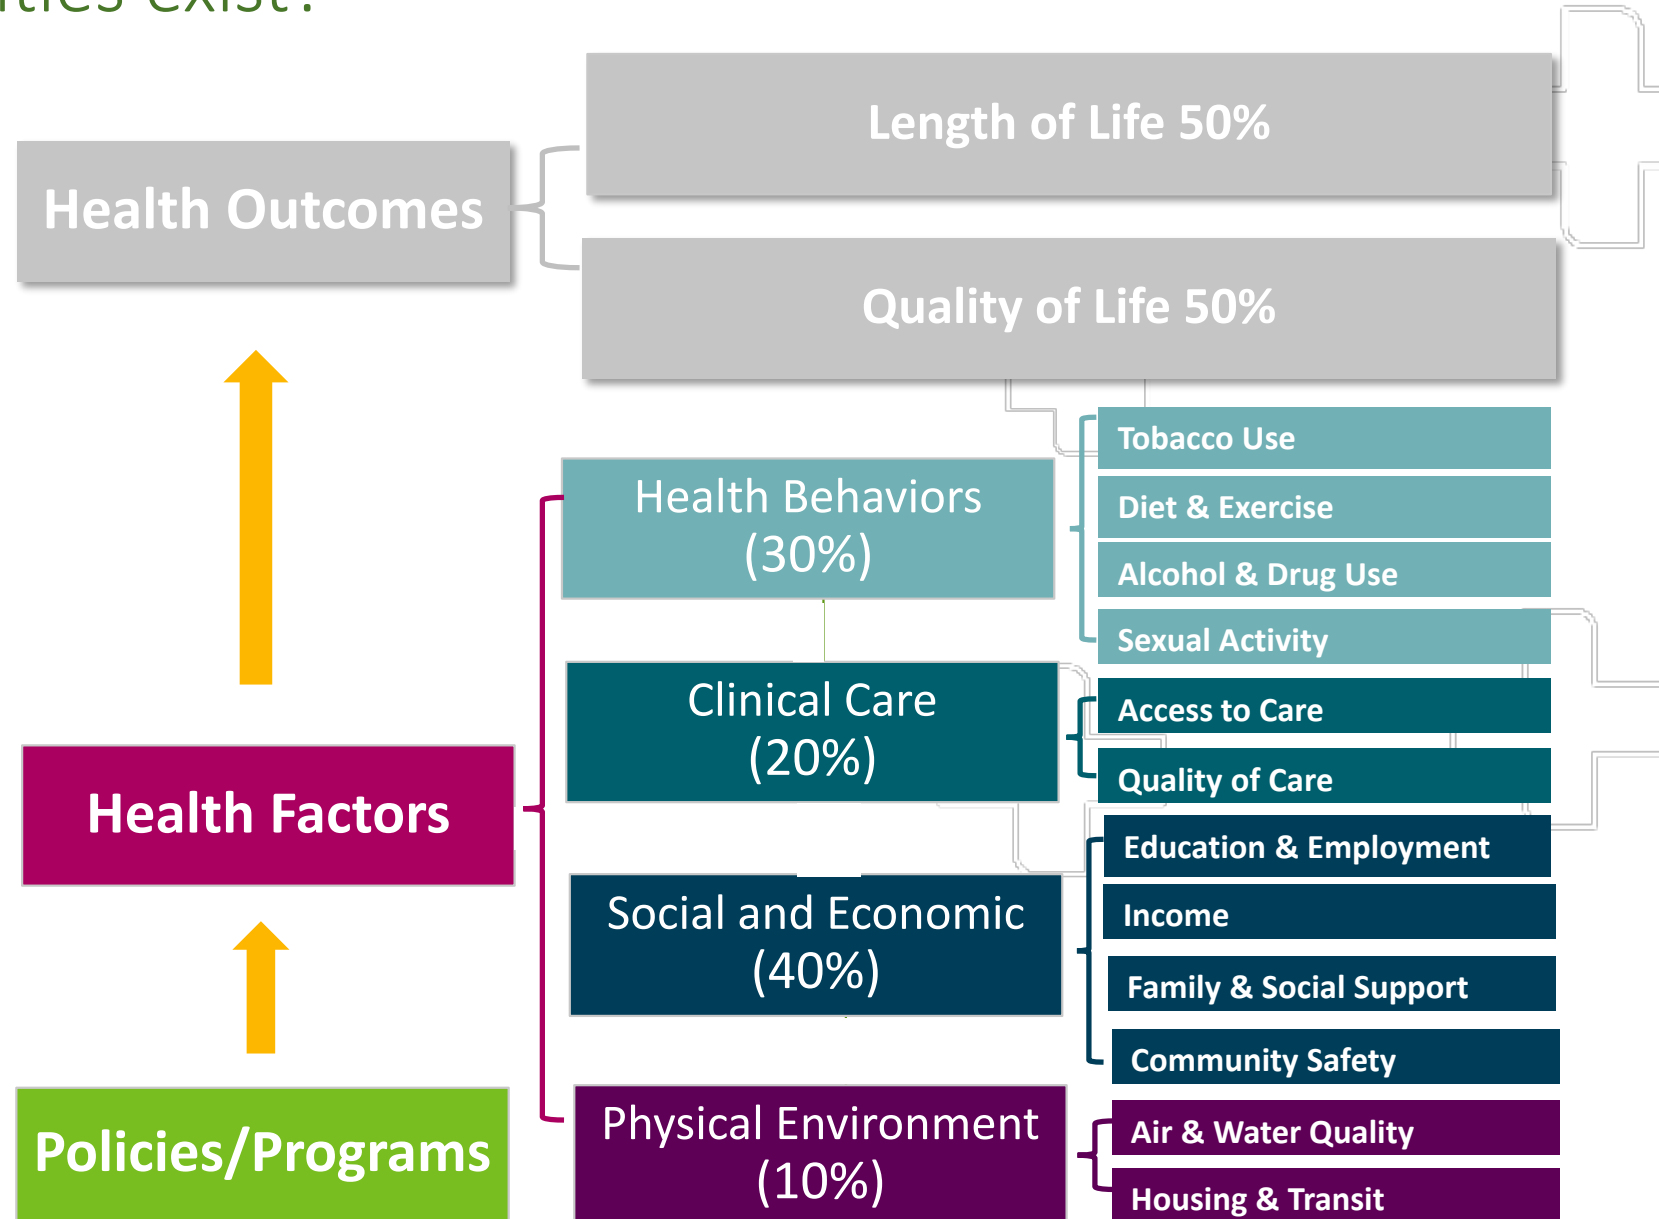 exist?
Length of Life 50%
Health Outcomes
Quality of Life 50%
Tobacco Use
Health Behaviors
(30%)
Diet & Exercise
Alcohol & Drug Use
Sexual Activity
Clinical Care
(20%)
Access to Care
Quality of Care
Health Factors
Education & Employment
Social and Economic
(40%)
Income
Family & Social Support
Community Safety
Policies/Programs
Physical Environment
(10%)
Air & Water Quality
Housing & Transit